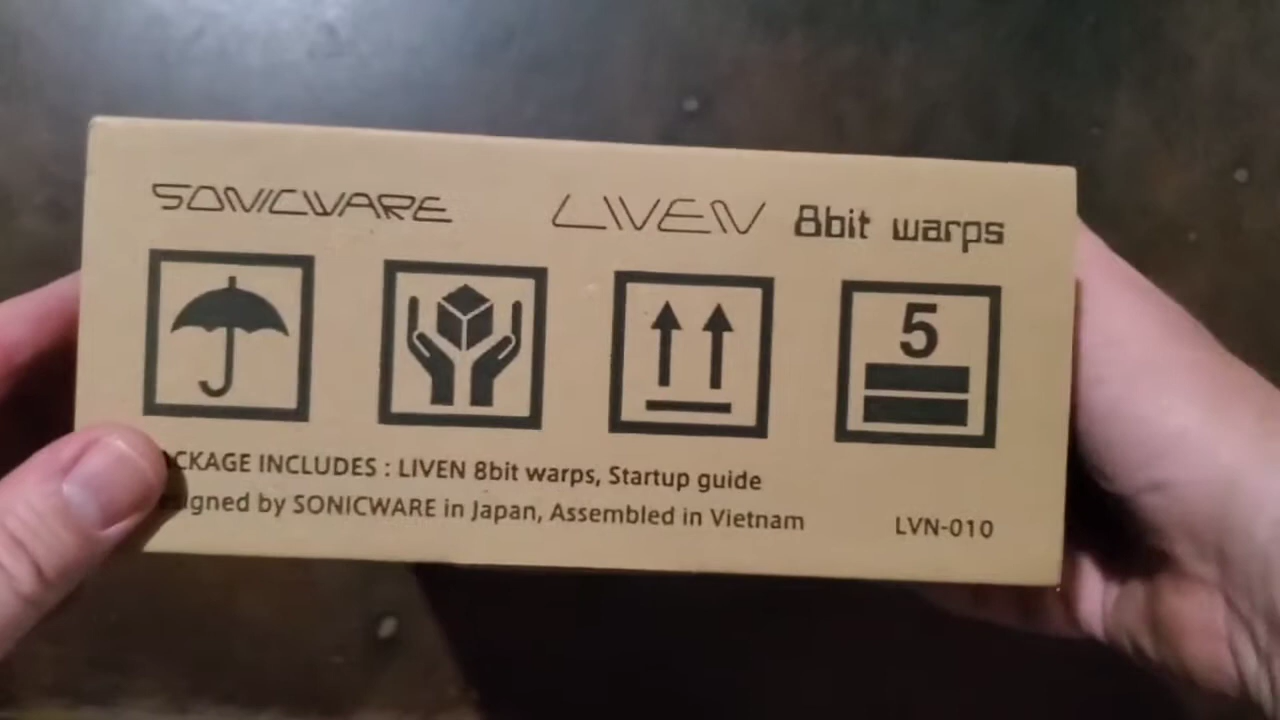 SONICWARE LIVEN 8bit warps
5
CKAGE INCLUDES : LIVEN 8bit warps, Startup guide
igned by SONICWARE in Japan, Assembled in Vietnam LVN-010